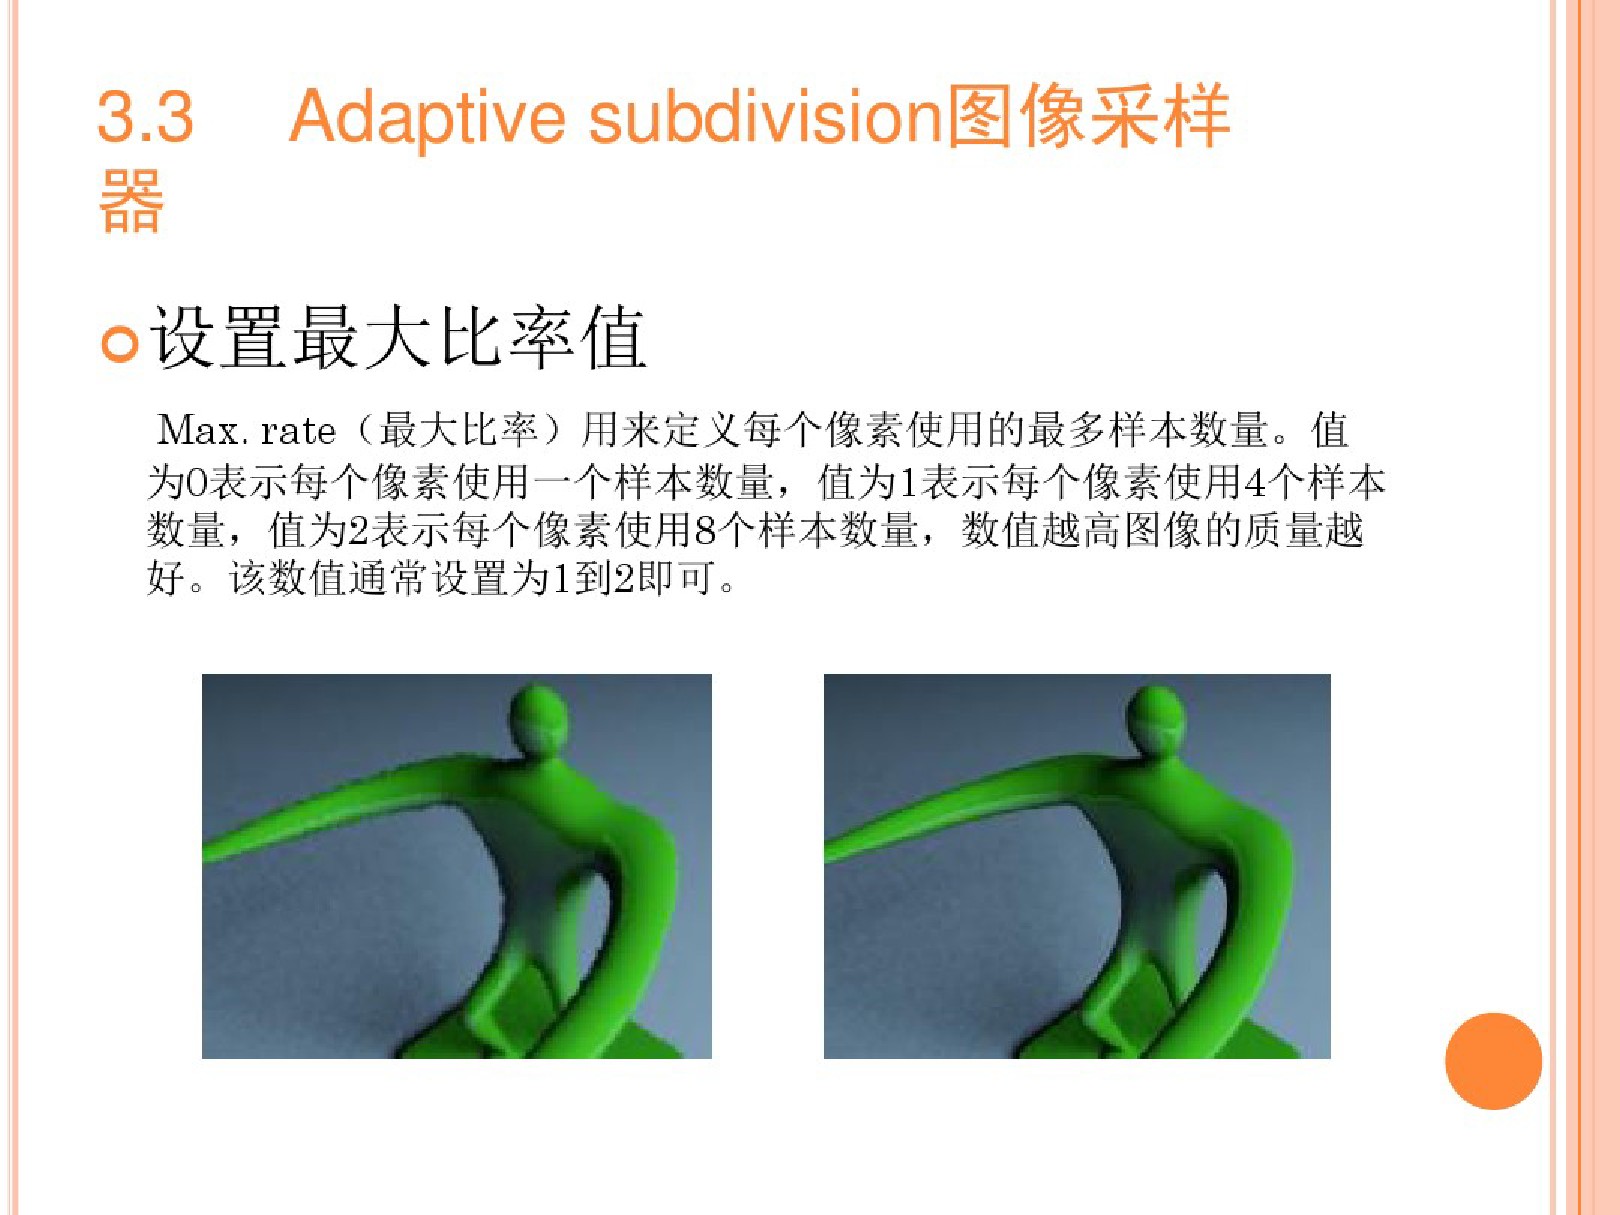 3.3 Adaptive subdivision图像采样
器
设置最大比率值
Max. rate（最大比率）用来定义每个像素使用的最多样本数量。值
为0表示每个像素使用一个样本数量，值为1表示每个像素使用4个样本
数量，值为2表示每个像素使用8个样本数量，数值越高图像的质量越
好。该数值通常设置为1到2即可。